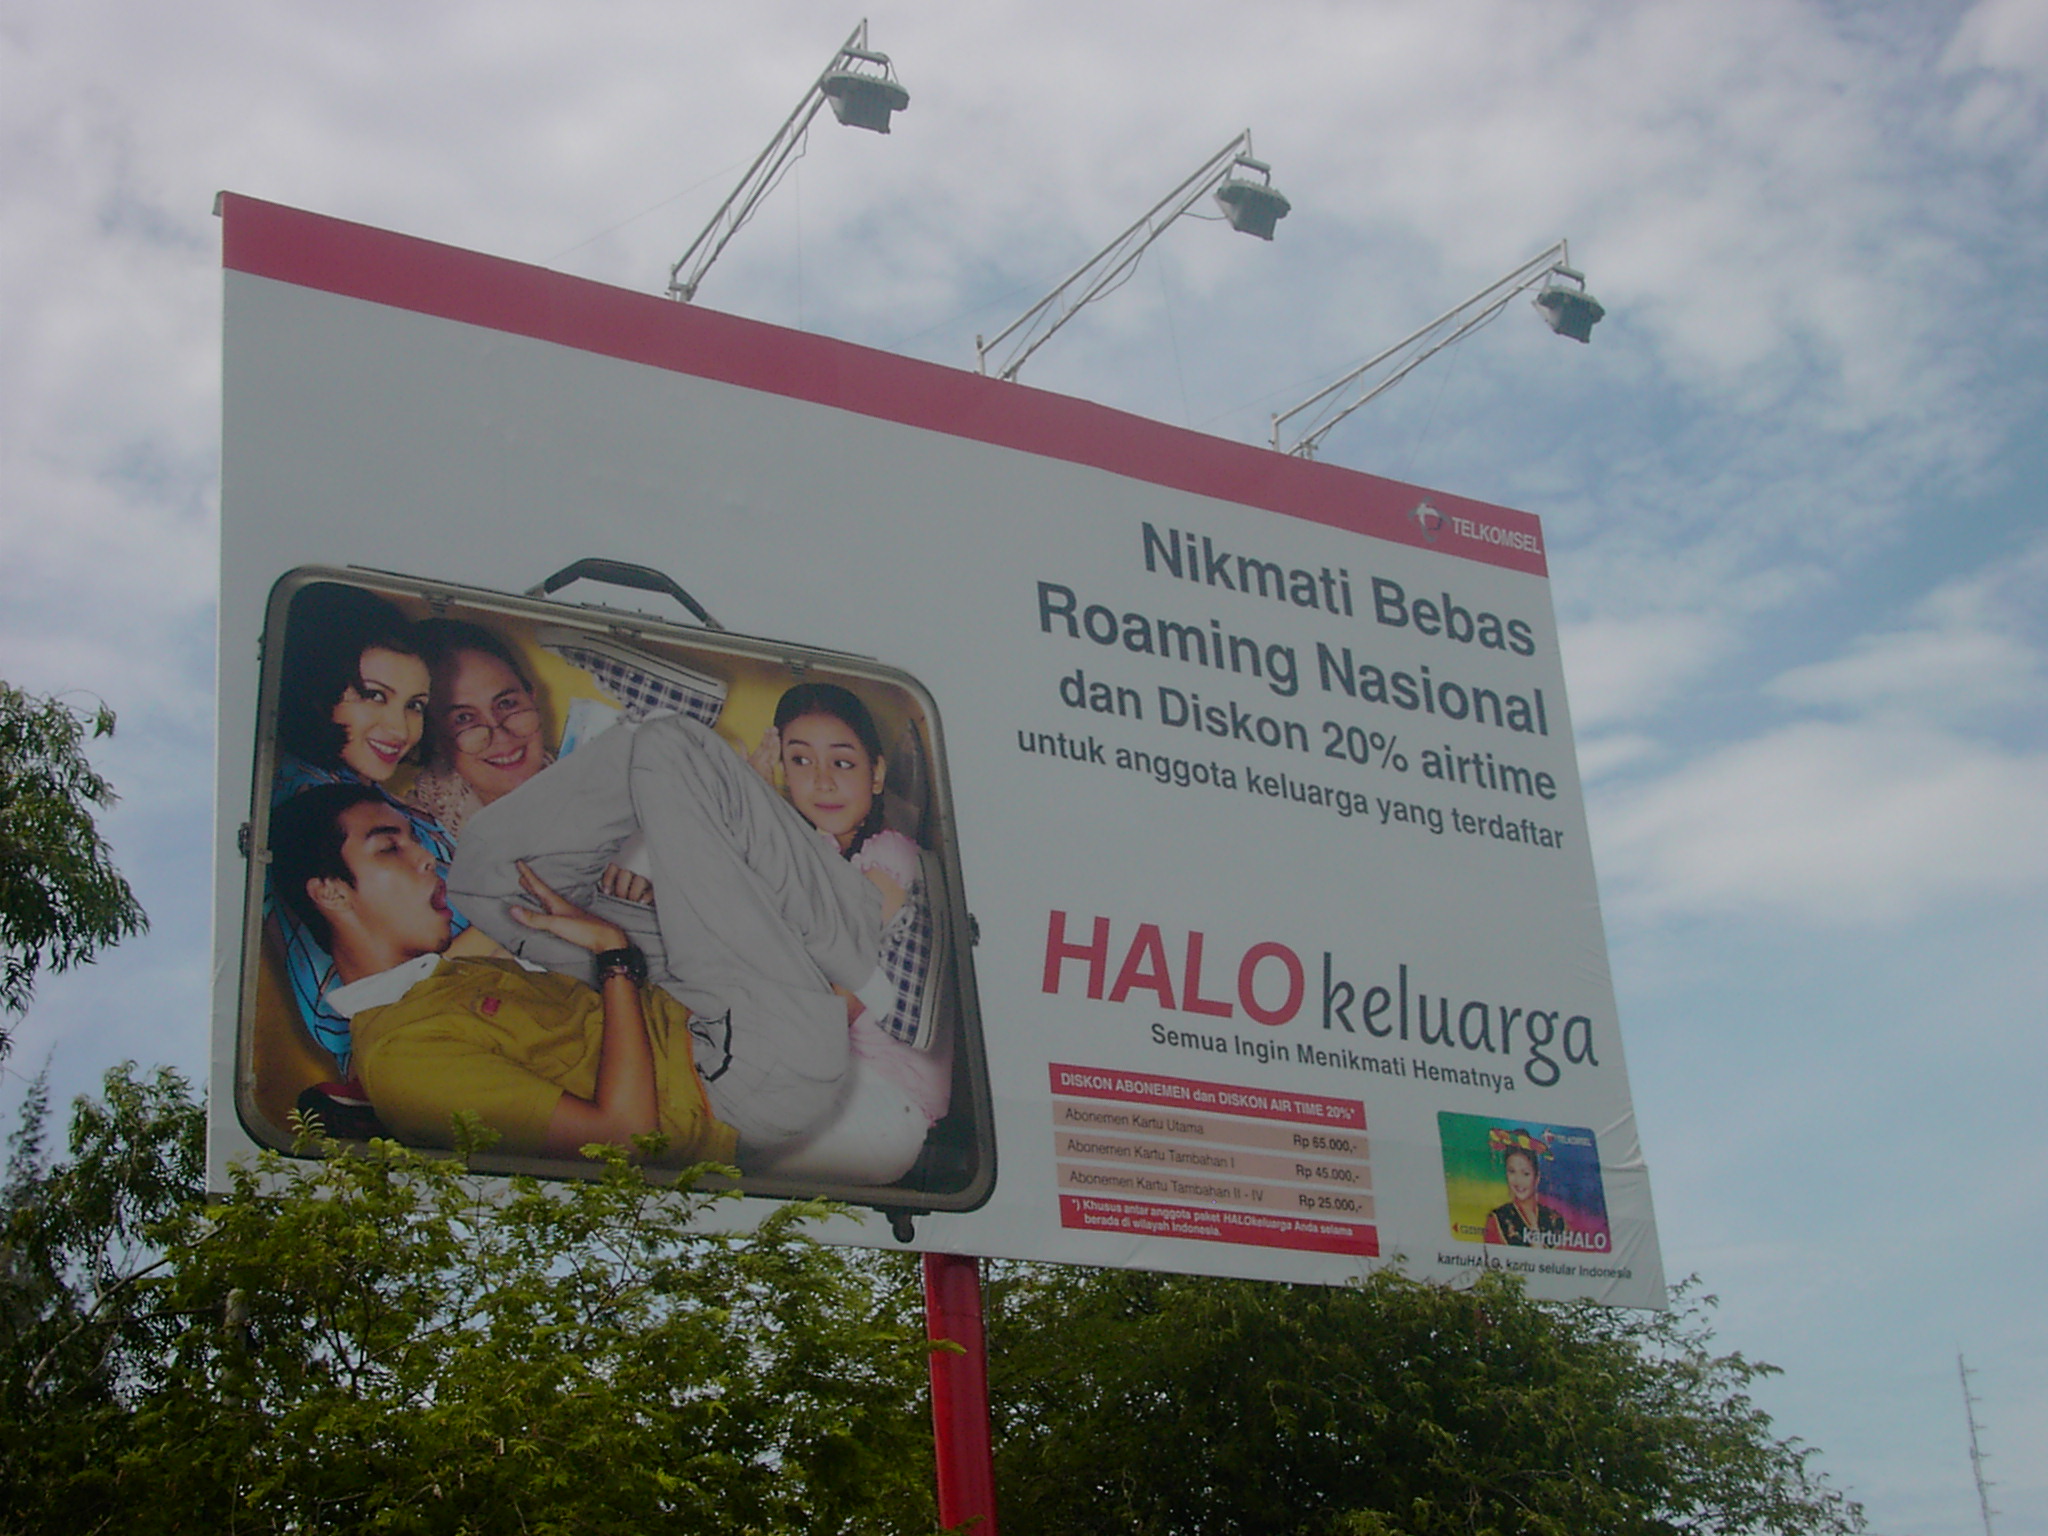 TELKOMSEL
Nikmati Bebas
Roaming Nasional
dan Diskon 20% airtime
untuk anggota keluarga yang terdaftar
HALO keluarga
Semua Ingin Menikmati Hematnya
DISKON ABONEMEN dan DISKON AIR TIME 20%*
Abonemen Kartu Utama Rp 65.000,-
Abonemen Kartu Tambahan I Rp 45.000,-
Abonemen Kartu Tambahan II - IV Rp 25.000,-
*) Khusus antar anggota paket HALOkeluarga Anda selama
berada di wilayah Indonesia.
TELKOMSEL
kartuHALO
kartuHALO, kartu selular Indonesia